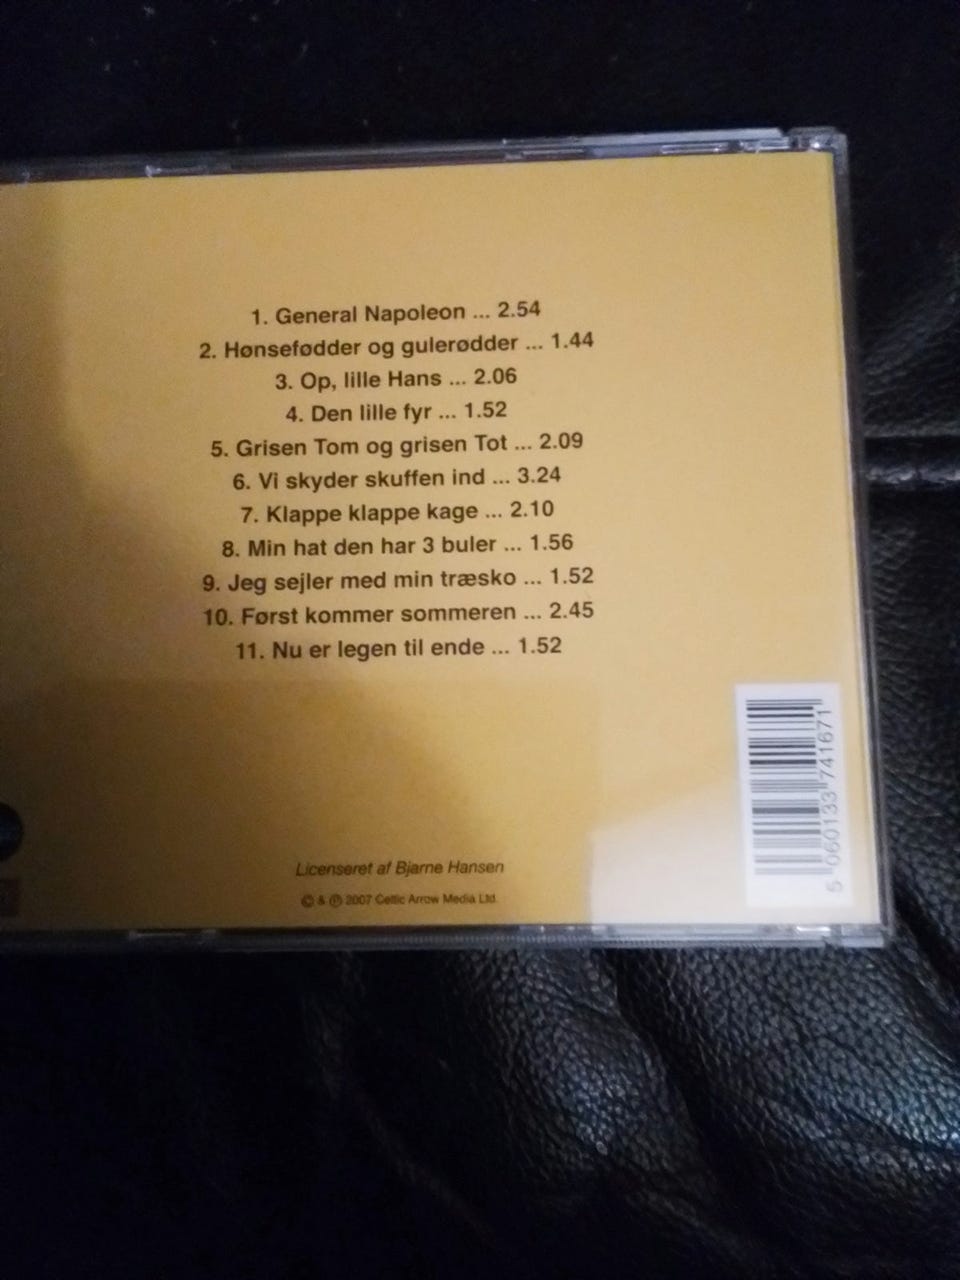 1. General Napoleon ... 2.54
2. Hønsefødder og gulerødder ... 1.44
3. Op, lille Hans ... 2.06
4. Den lille fyr ... 1.52
5. Grisen Tom og grisen Tot ... 2.09
6. Vi skyder skuffen ind ... 3.24
7. Klappe klappe kage ... 2.10
8. Min hat den har 3 buler ... 1.56
9. Jeg sejler med min træsko ... 1.52
10. Først kommer sommeren ... 2.45
11. Nu er legen til ende ... 1.52
Licenseret af Bjarne Hansen
© & ℗ 2007 Celtic Arrow Media Ltd.
5 060133 741671